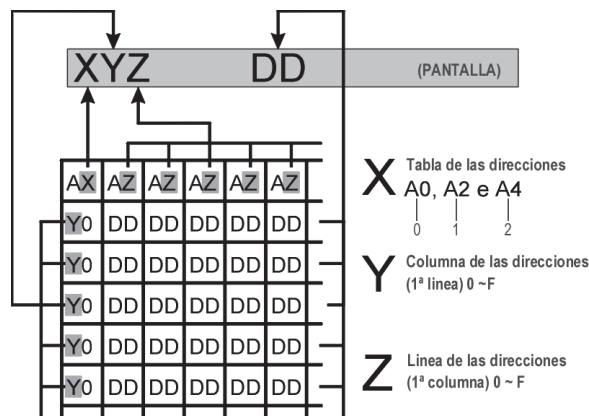 XYZ DD (PANTALLA)
AX AZ AZ AZ AZ AZ
Y0 DD DD DD DD DD
Y0 DD DD DD DD DD
Y0 DD DD DD DD DD
Y0 DD DD DD DD DD
Y0 DD DD DD DD DD
X Tabla de las direcciones
A0, A2 e A4
0 1 2
Y Columna de las direcciones
(1ª linea) 0 ~F
Z Linea de las direcciones
(1ª columna) 0 ~ F